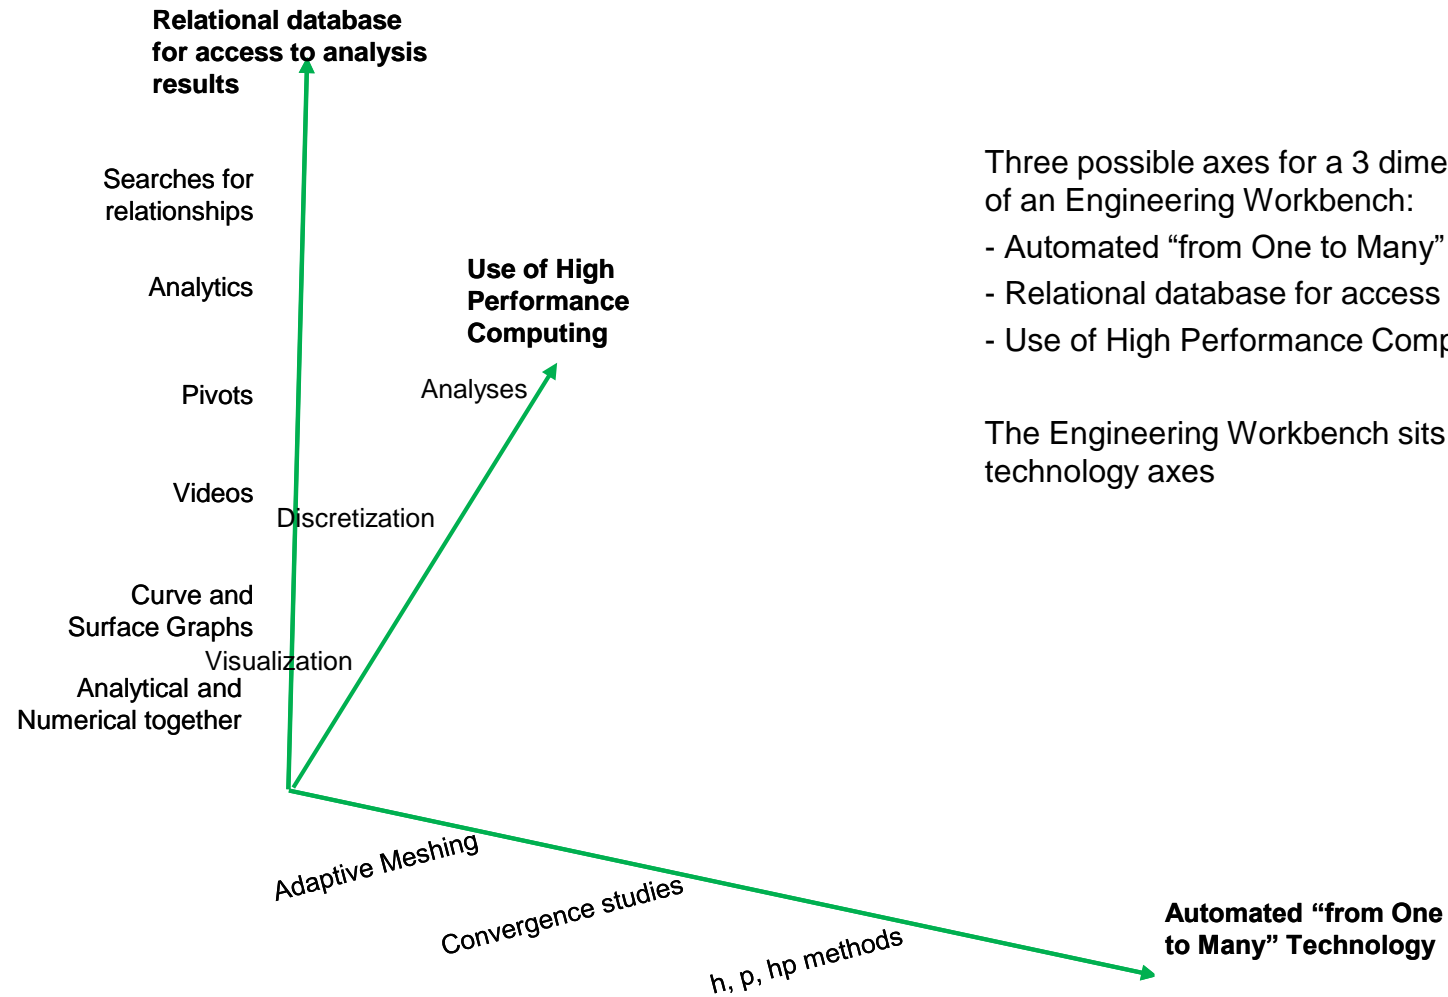 Relational database
for access to analysis
results
Searches for
relationships
Analytics
Pivots
Videos
Curve and
Surface Graphs
Analytical and
Numerical together
Use of High
Performance
Computing
Analyses
Discretization
Visualization
Adaptive Meshing
Convergence studies
h, p, hp methods
Automated “from One
to Many” Technology
Three possible axes for a 3 dime
of an Engineering Workbench:
- Automated “from One to Many”
- Relational database for access
- Use of High Performance Comp
The Engineering Workbench sits
technology axes